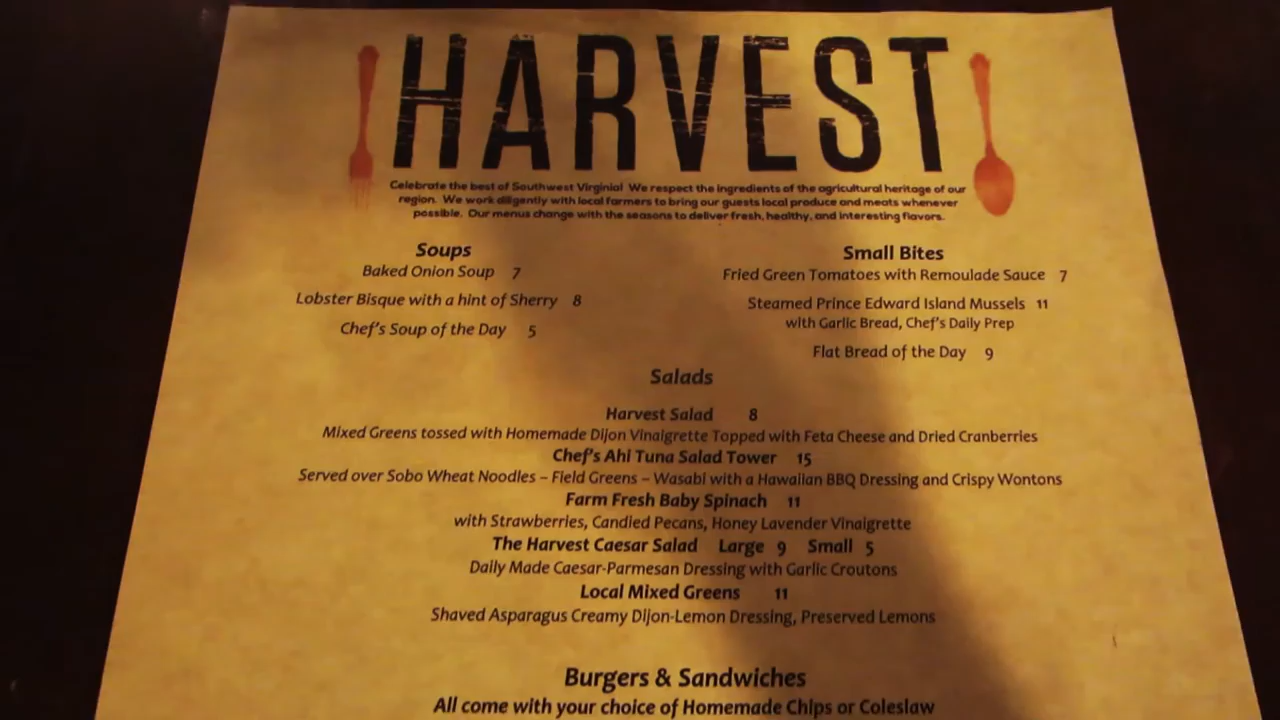 HARVEST
Celebrate the best of Southwest Virginia! We respect the ingredients of the agricultural heritage of our
region. We work diligently with local farmers to bring our guests local produce and meats whenever
possible. Our menus change with the seasons to deliver fresh, healthy, and interesting flavors.
Soups
Baked Onion Soup 7
Lobster Bisque with a hint of Sherry 8
Chef's Soup of the Day 5
Small Bites
Fried Green Tomatoes with Remoulade Sauce 7
Steamed Prince Edward Island Mussels 11
with Garlic Bread, Chef's Daily Prep
Flat Bread of the Day 9
Salads
Harvest Salad 8
Mixed Greens tossed with Homemade Dijon Vinaigrette Topped with Feta Cheese and Dried Cranberries
Chef's Ahi Tuna Salad Tower 15
Served over Sobo Wheat Noodles – Field Greens – Wasabi with a Hawaiian BBQ Dressing and Crispy Wontons
Farm Fresh Baby Spinach 11
with Strawberries, Candied Pecans, Honey Lavender Vinaigrette
The Harvest Caesar Salad Large 9 Small 5
Daily Made Caesar-Parmesan Dressing with Garlic Croutons
Local Mixed Greens 11
Shaved Asparagus Creamy Dijon-Lemon Dressing, Preserved Lemons
Burgers & Sandwiches
All come with your choice of Homemade Chips or Coleslaw